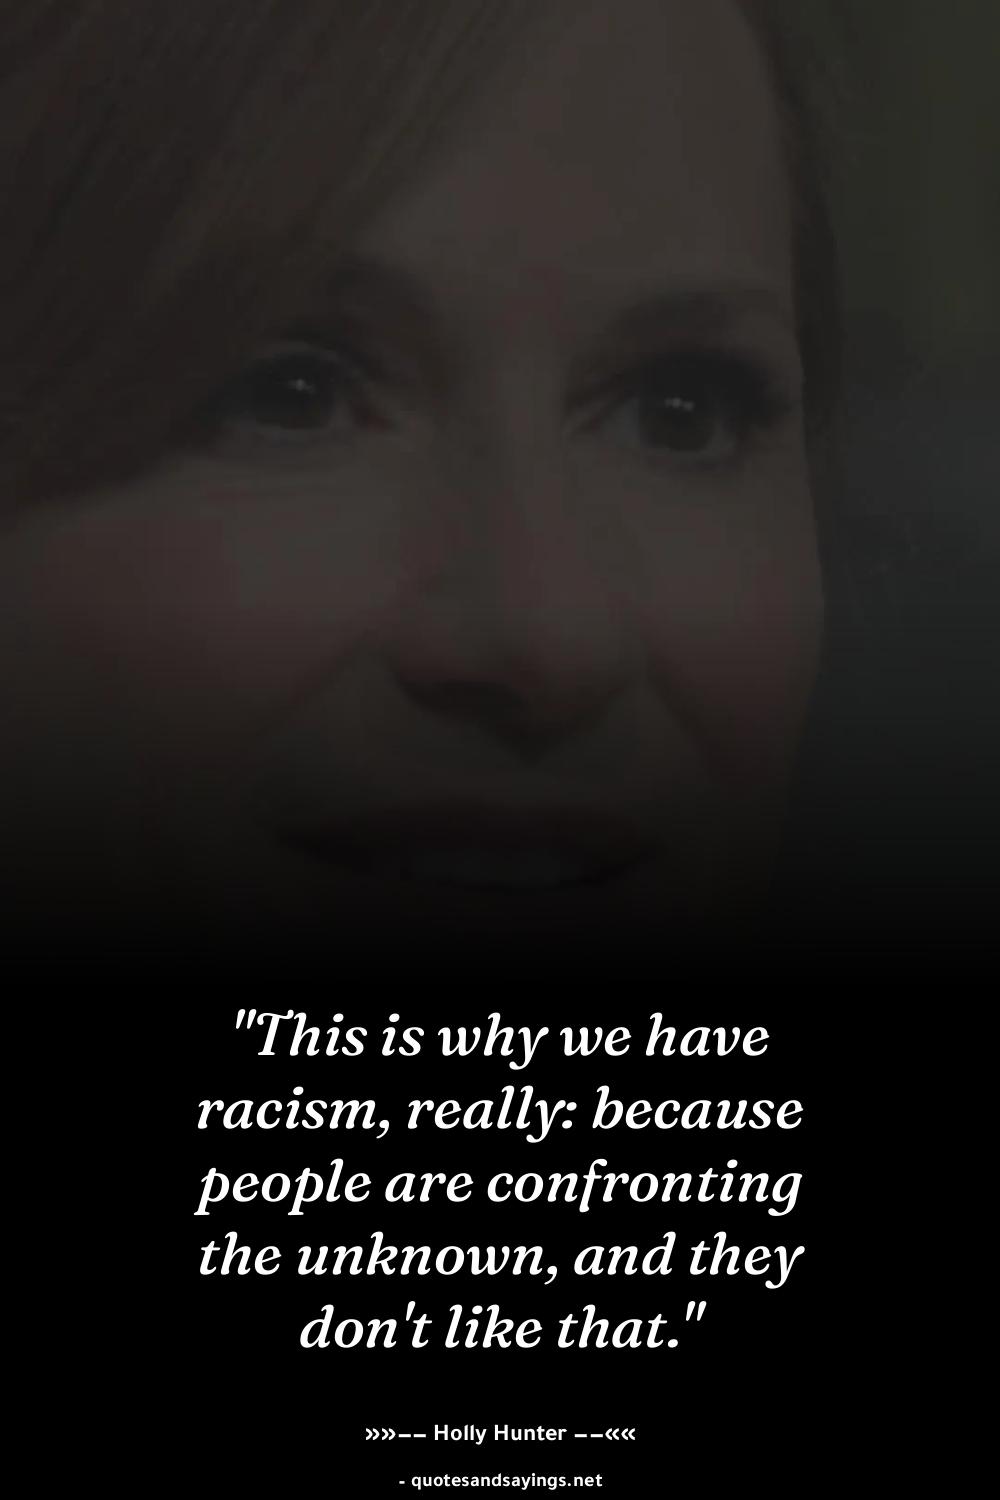 "This is why we have
racism, really: because
people are confronting
the unknown, and they
don't like that."
»»–– Holly Hunter ––««
- quotesandsayings.net